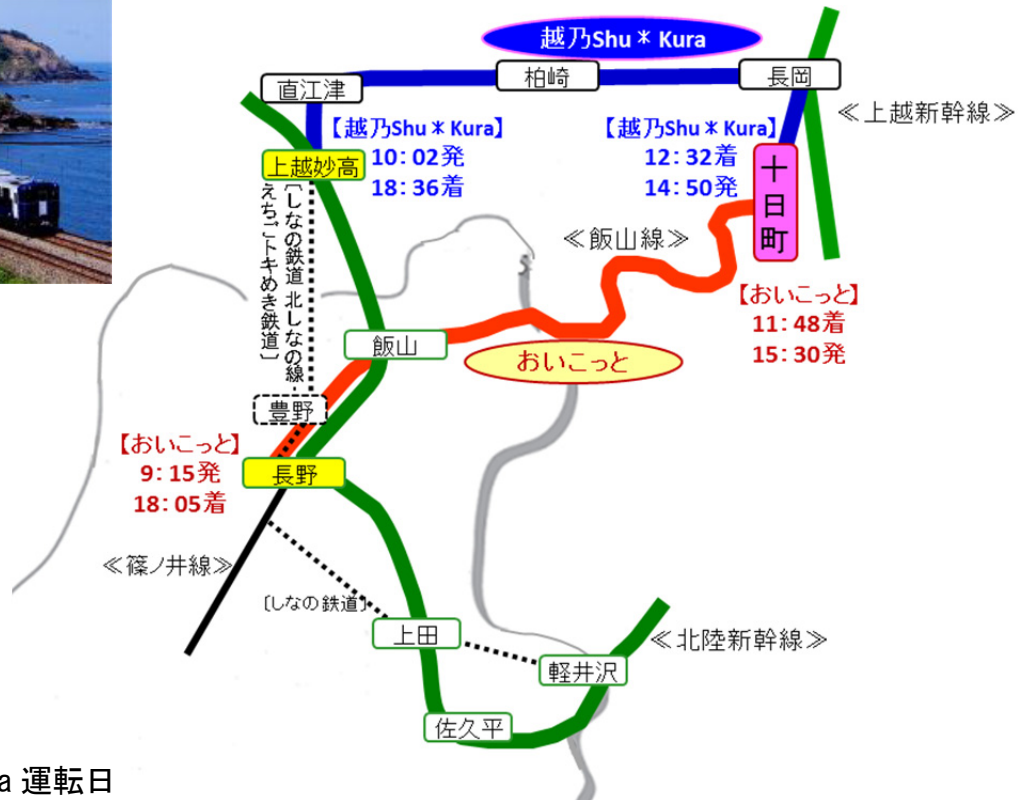 越乃Shu＊Kura
直江津
柏崎
長岡
≪上越新幹線≫
【越乃Shu＊Kura】
10：02発
18：36着
【越乃Shu＊Kura】
12：32着
14：50発
上越妙高
十日町
〔しなの鉄道 北しなの線・
えちごトキめき鉄道〕
≪飯山線≫
【おいこっと】
11：48着
15：30発
飯山
おいこっと
豊野
【おいこっと】
9：15発
18：05着
長野
≪篠ノ井線≫
〔しなの鉄道〕
上田
≪北陸新幹線≫
軽井沢
佐久平
a 運転日